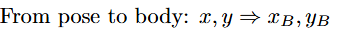 From pose to body: x, y ⇒ x_B, y_B